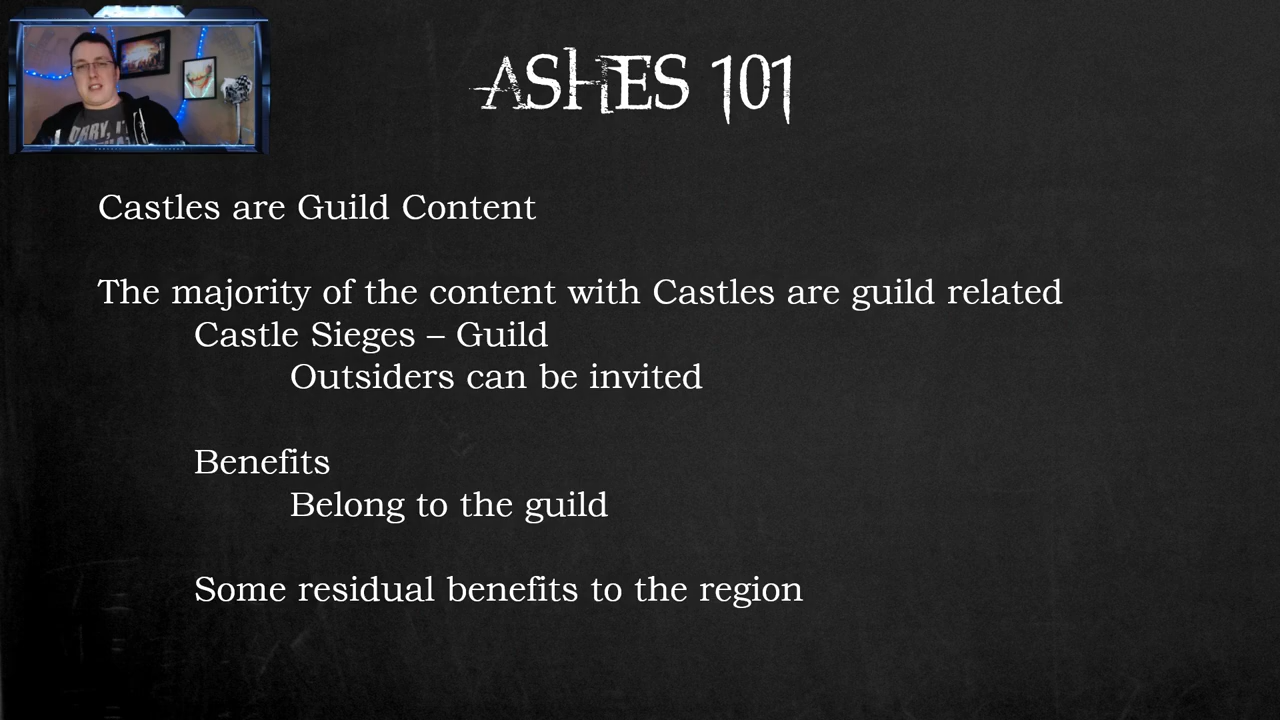 ASHES 101
Castles are Guild Content
The majority of the content with Castles are guild related
Castle Sieges – Guild
Outsiders can be invited
Benefits
Belong to the guild
Some residual benefits to the region